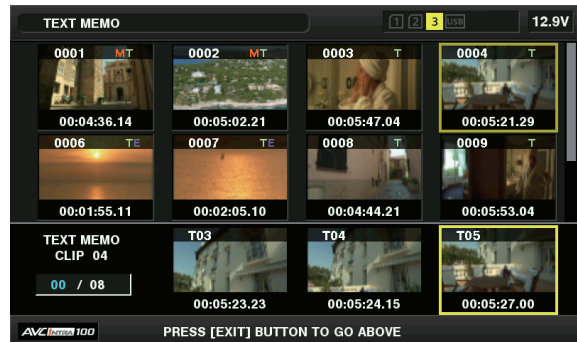 TEXT MEMO 1 2 3 USB 12.9V
0001 MT 0002 MT 0003 T 0004 T
00:04:36.14 00:05:02.21 00:05:47.04 00:05:21.29
0006 TE 0007 TE 0008 T 0009 T
00:01:55.11 00:02:05.10 00:04:44.21 00:05:53.04
TEXT MEMO T03 T04 T05
CLIP 04
00 / 08
00:05:23.23 00:05:24.15 00:05:27.00
AVC INTRA 100 PRESS [EXIT] BUTTON TO GO ABOVE